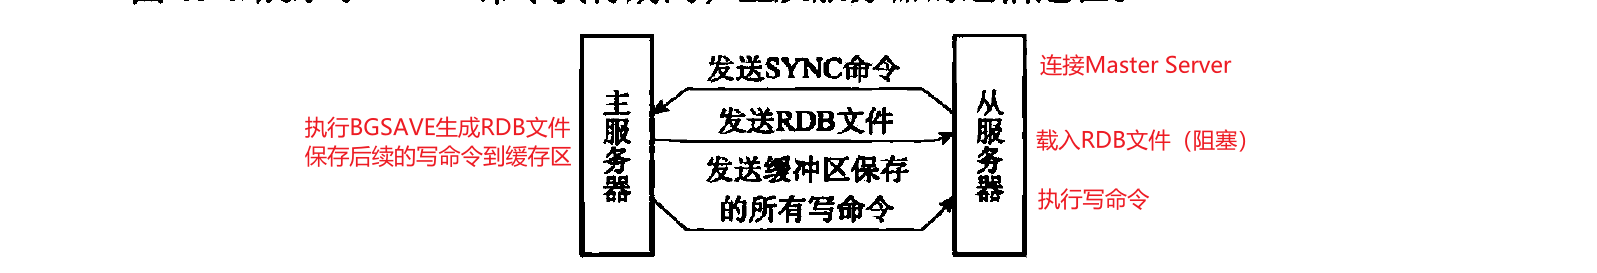 发送SYNC命令
连接Master Server
主服务器
从服务器
执行BGSAVE生成RDB文件
保存后续的写命令到缓存区
发送RDB文件
载入RDB文件（阻塞）
发送缓冲区保存
的所有写命令
执行写命令